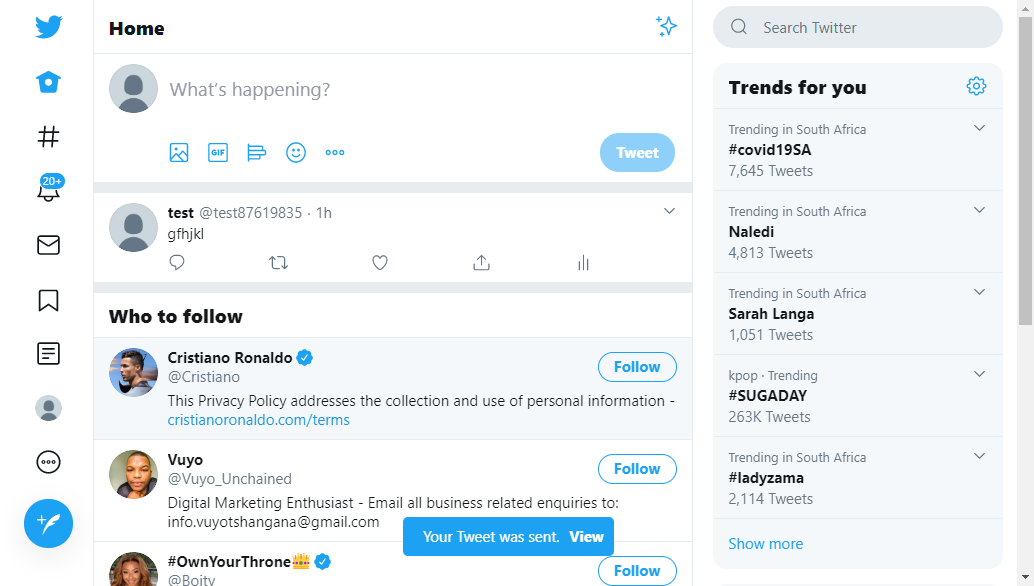 Home
What's happening?
GIF
Tweet
20+
test @test87619835 · 1h
gfhjkl
Who to follow
Cristiano Ronaldo
@Cristiano
Follow
This Privacy Policy addresses the collection and use of personal information -
cristianoronaldo.com/terms
Vuyo
@Vuyo_Unchained
Follow
Digital Marketing Enthusiast - Email all business related enquiries to:
info.vuyotshangana@gmail.com
Your Tweet was sent. View
#OwnYourThrone👑
@Boity
Follow
Search Twitter
Trends for you
Trending in South Africa
#covid19SA
7,645 Tweets
Trending in South Africa
Naledi
4,813 Tweets
Trending in South Africa
Sarah Langa
1,051 Tweets
kpop · Trending
#SUGADAY
263K Tweets
Trending in South Africa
#ladyzama
2,114 Tweets
Show more